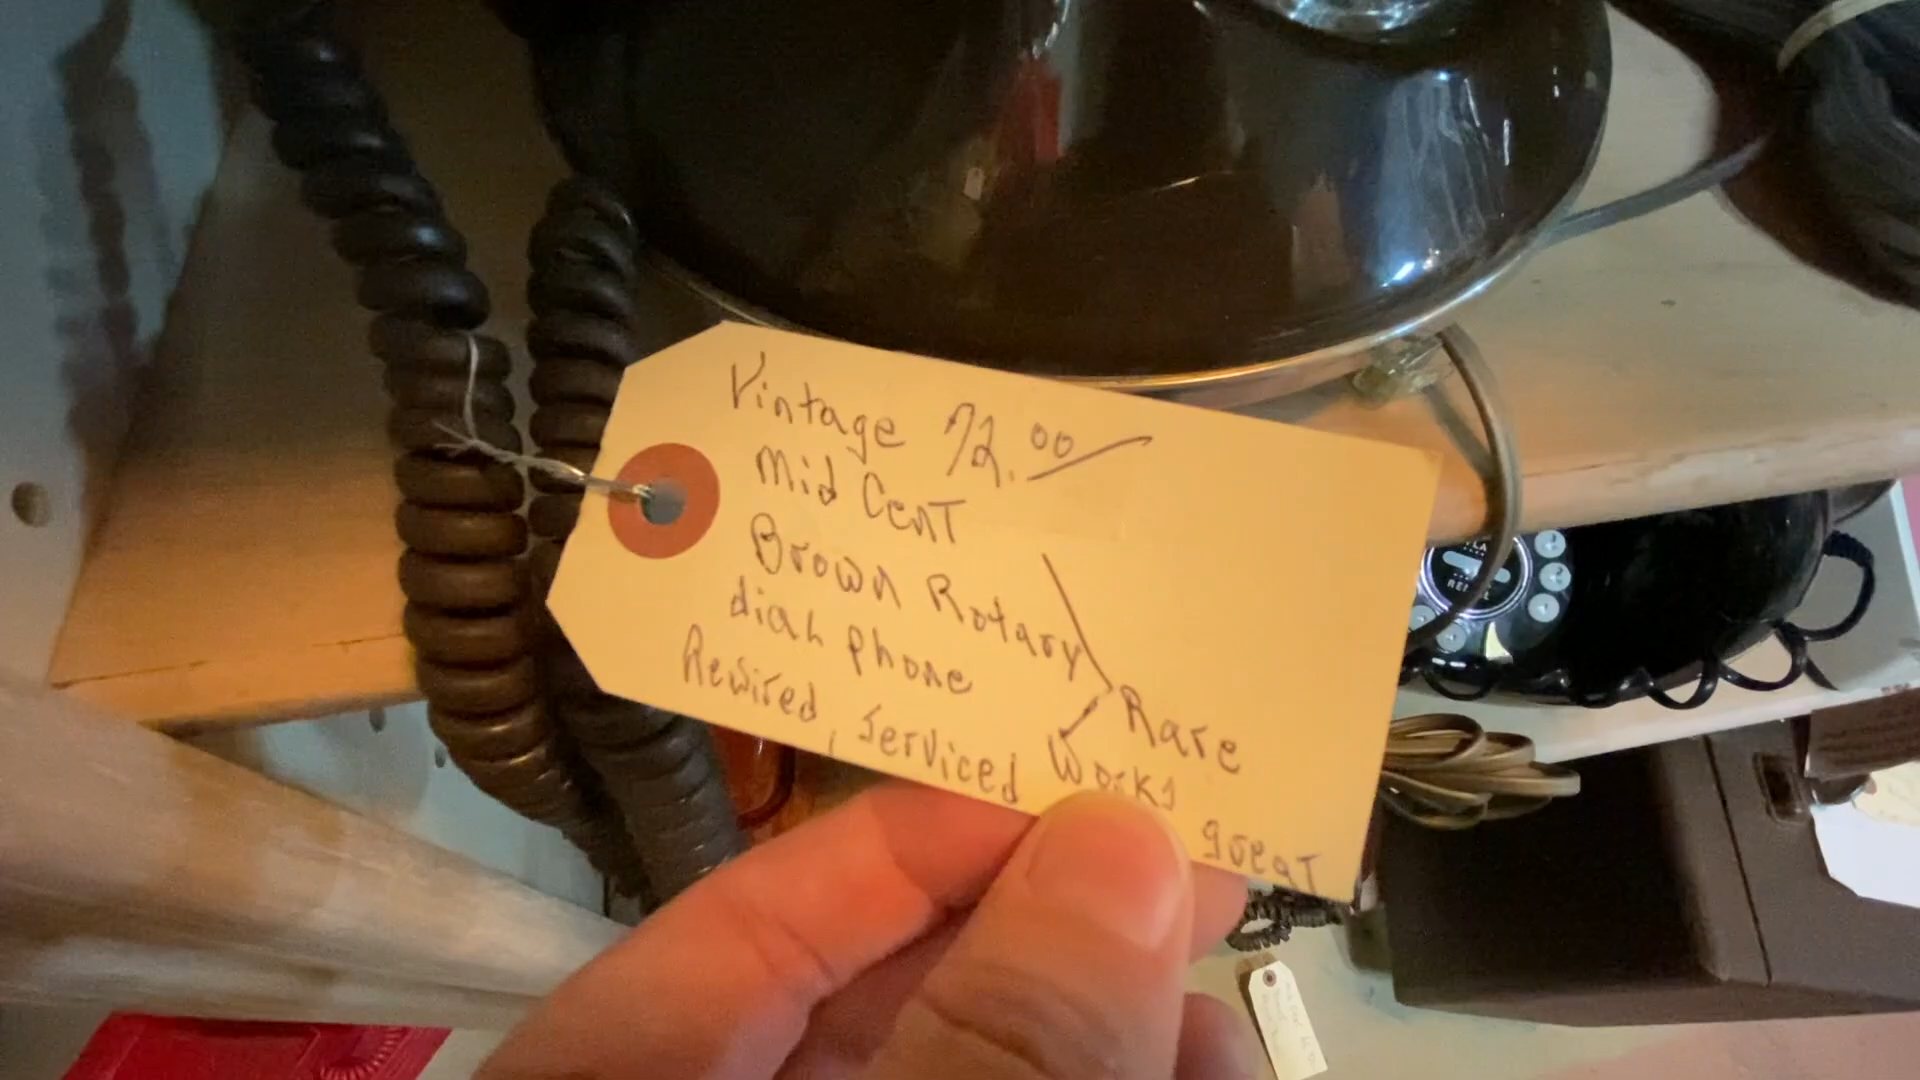 Vintage 72.00
Mid Cent
Brown Rotary
dial phone
Rare
Rewired, Serviced Works
great